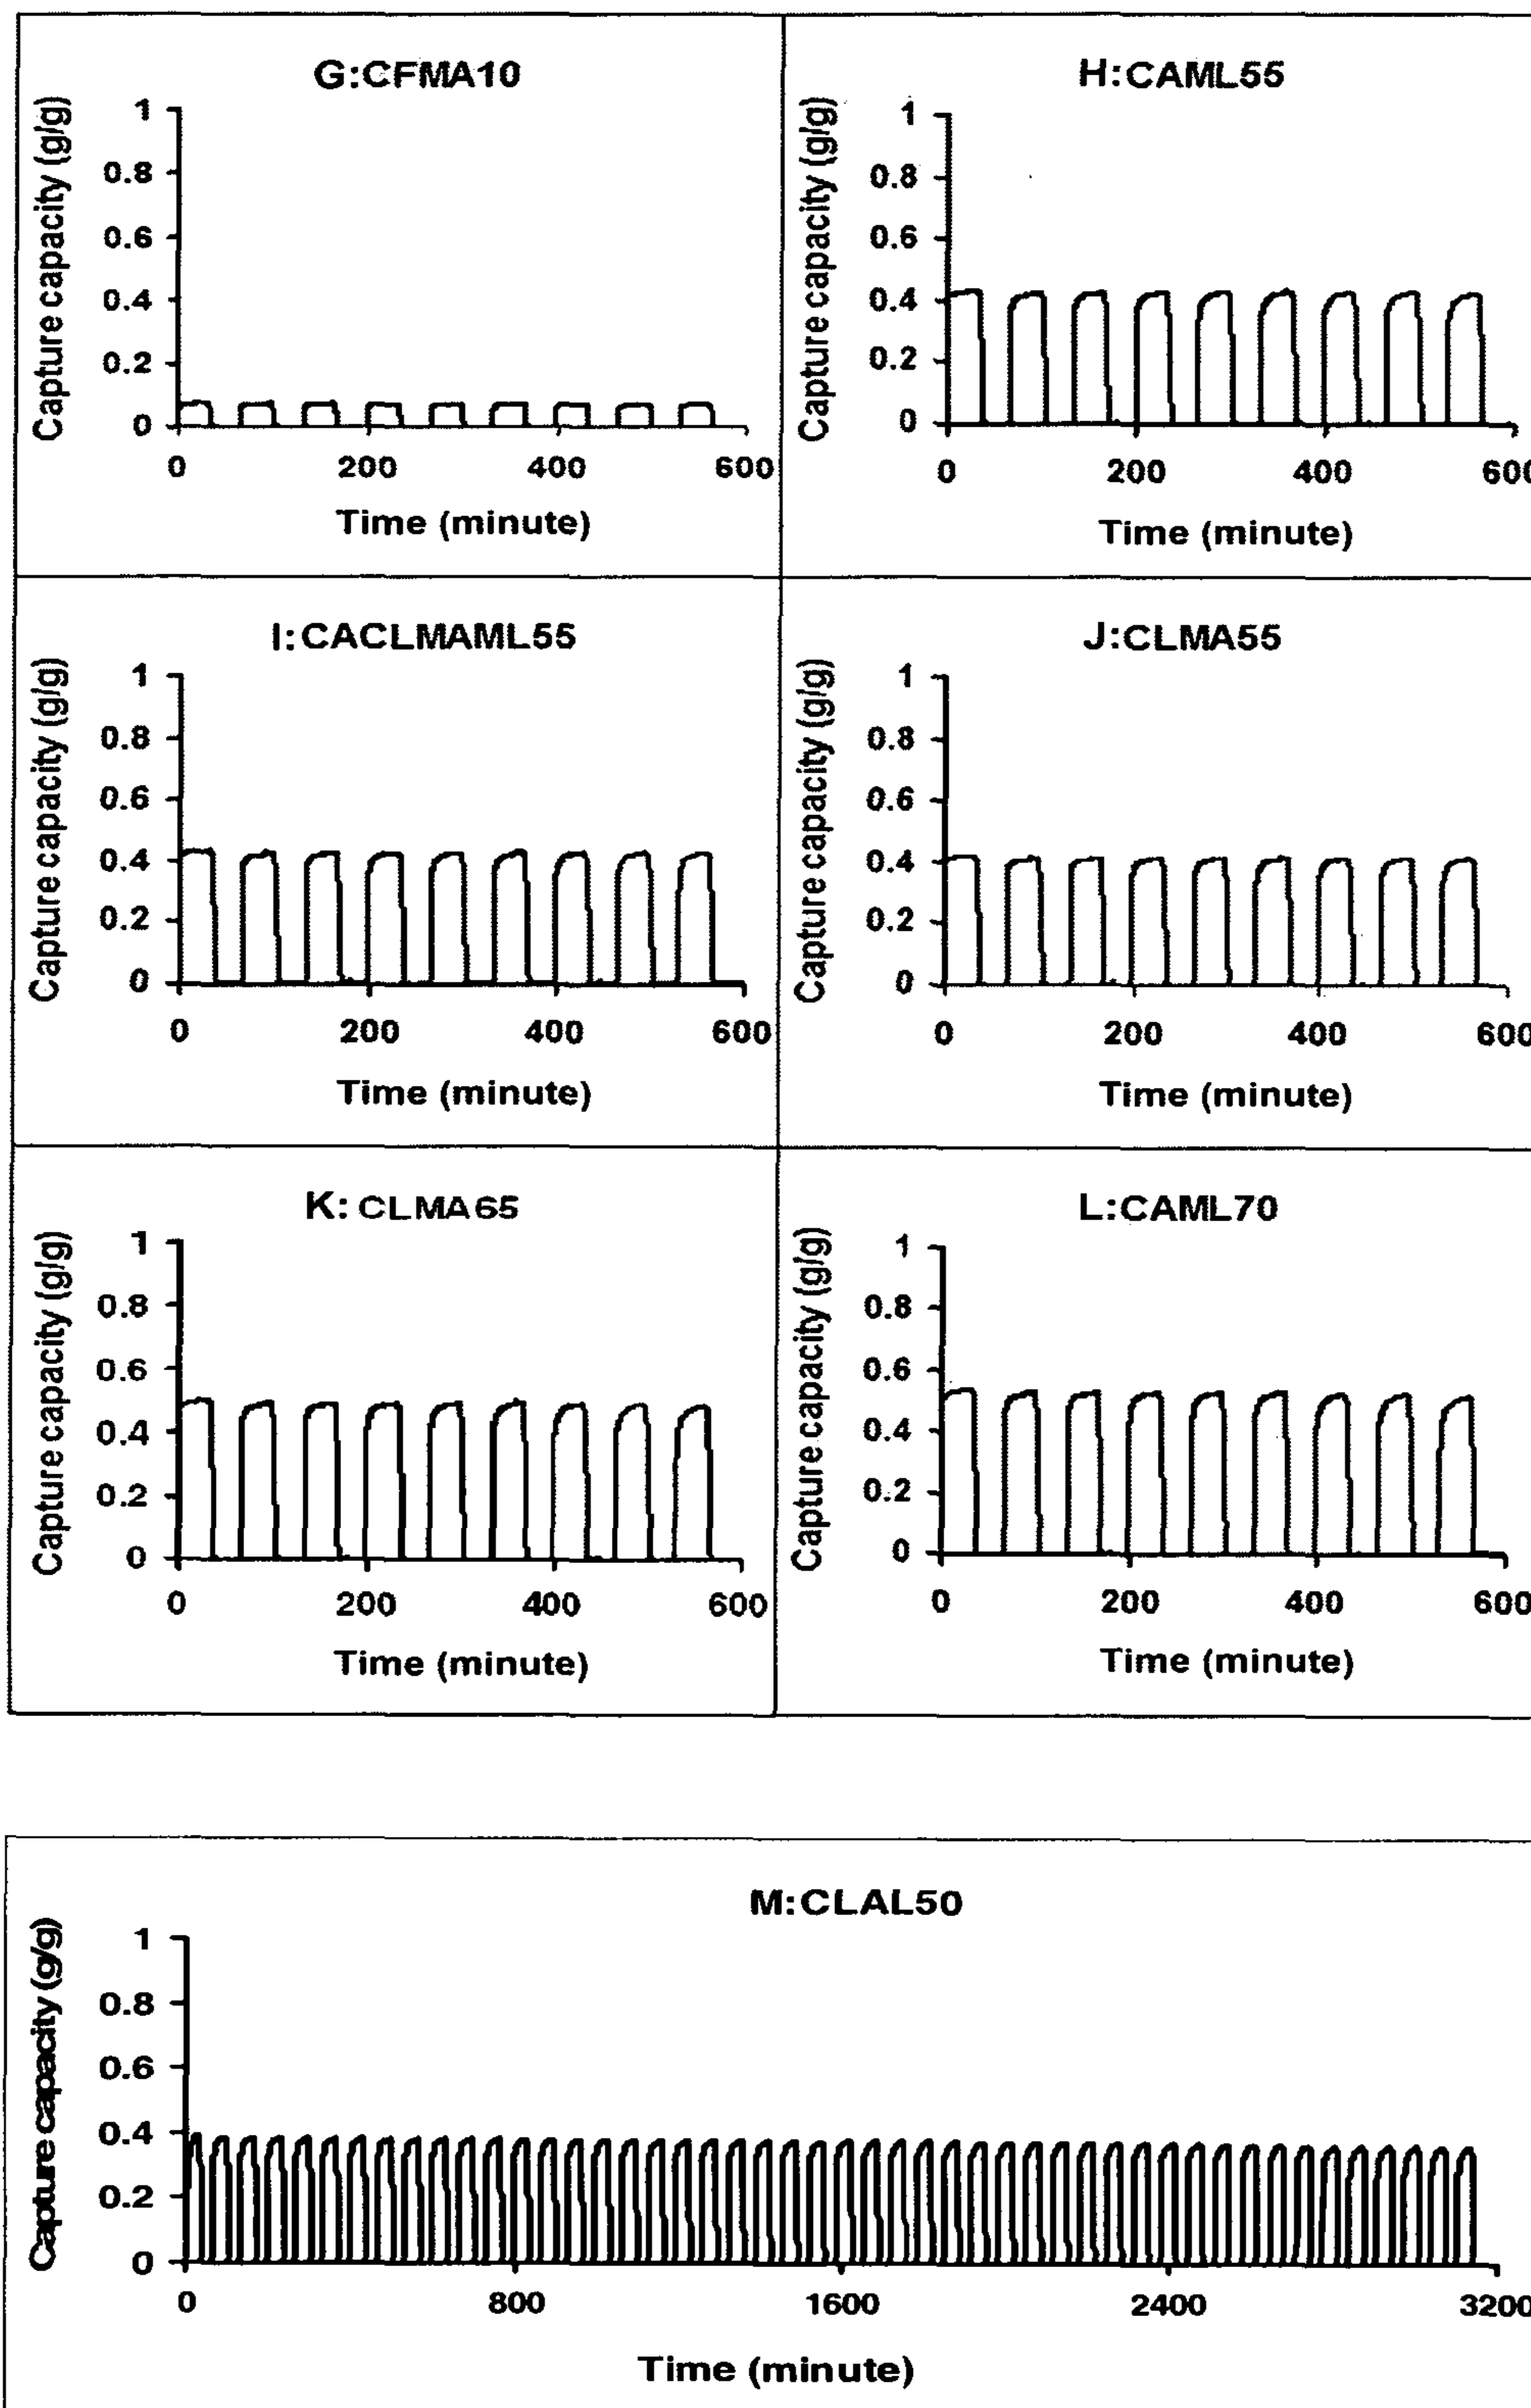 G:CFMA10
Capture capacity (g/g)
1
0.8
0.6
0.4
0.2
0
0 200 400 600
Time (minute)
H:CAML55
Capture capacity (g/g)
1
0.8
0.6
0.4
0.2
0
0 200 400 600
Time (minute)
I:CACLMAML55
Capture capacity (g/g)
1
0.8
0.6
0.4
0.2
0
0 200 400 600
Time (minute)
J:CLMA55
Capture capacity (g/g)
1
0.8
0.6
0.4
0.2
0
0 200 400 600
Time (minute)
K: CLMA65
Capture capacity (g/g)
1
0.8
0.6
0.4
0.2
0
0 200 400 600
Time (minute)
L:CAML70
Capture capacity (g/g)
1
0.8
0.6
0.4
0.2
0
0 200 400 600
Time (minute)
M:CLAL50
Capture capacity (g/g)
1
0.8
0.6
0.4
0.2
0
0 800 1600 2400 3200
Time (minute)